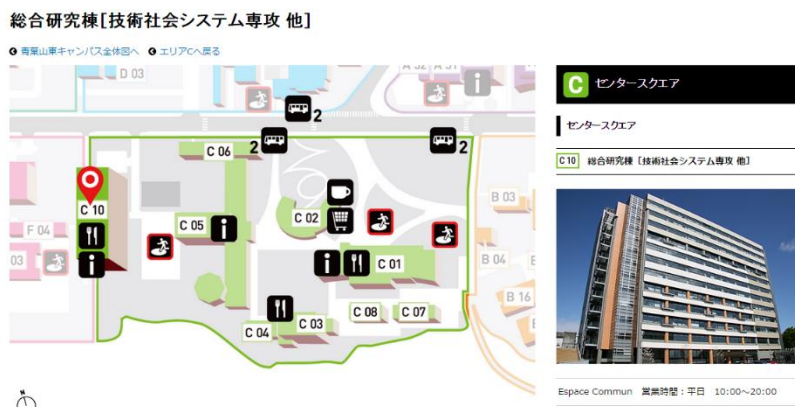 総合研究棟[技術社会システム専攻 他]
青葉山東キャンパス全体図へ エリアCへ戻る
D 03
A 52 A 51
2
2
2
C 06
C 10
F 04
03
C 05
C 02
B 03
C 01
B 04
B 16
C 08
C 07
C 04
C 03
N
C センタースクエア
センタースクエア
C 10 総合研究棟 [技術社会システム専攻 他]
Espace Commun 営業時間：平日 10:00～20:00